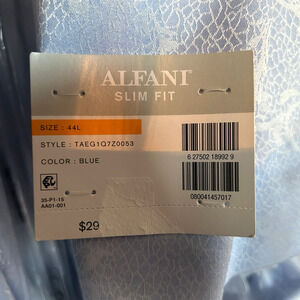 ALFANI
SLIM FIT
SIZE : 44L
STYLE : TAEG1Q7Z0053
COLOR : BLUE
6 27502 18992 9
080041457017
35-P1-15
AA01-001
$29